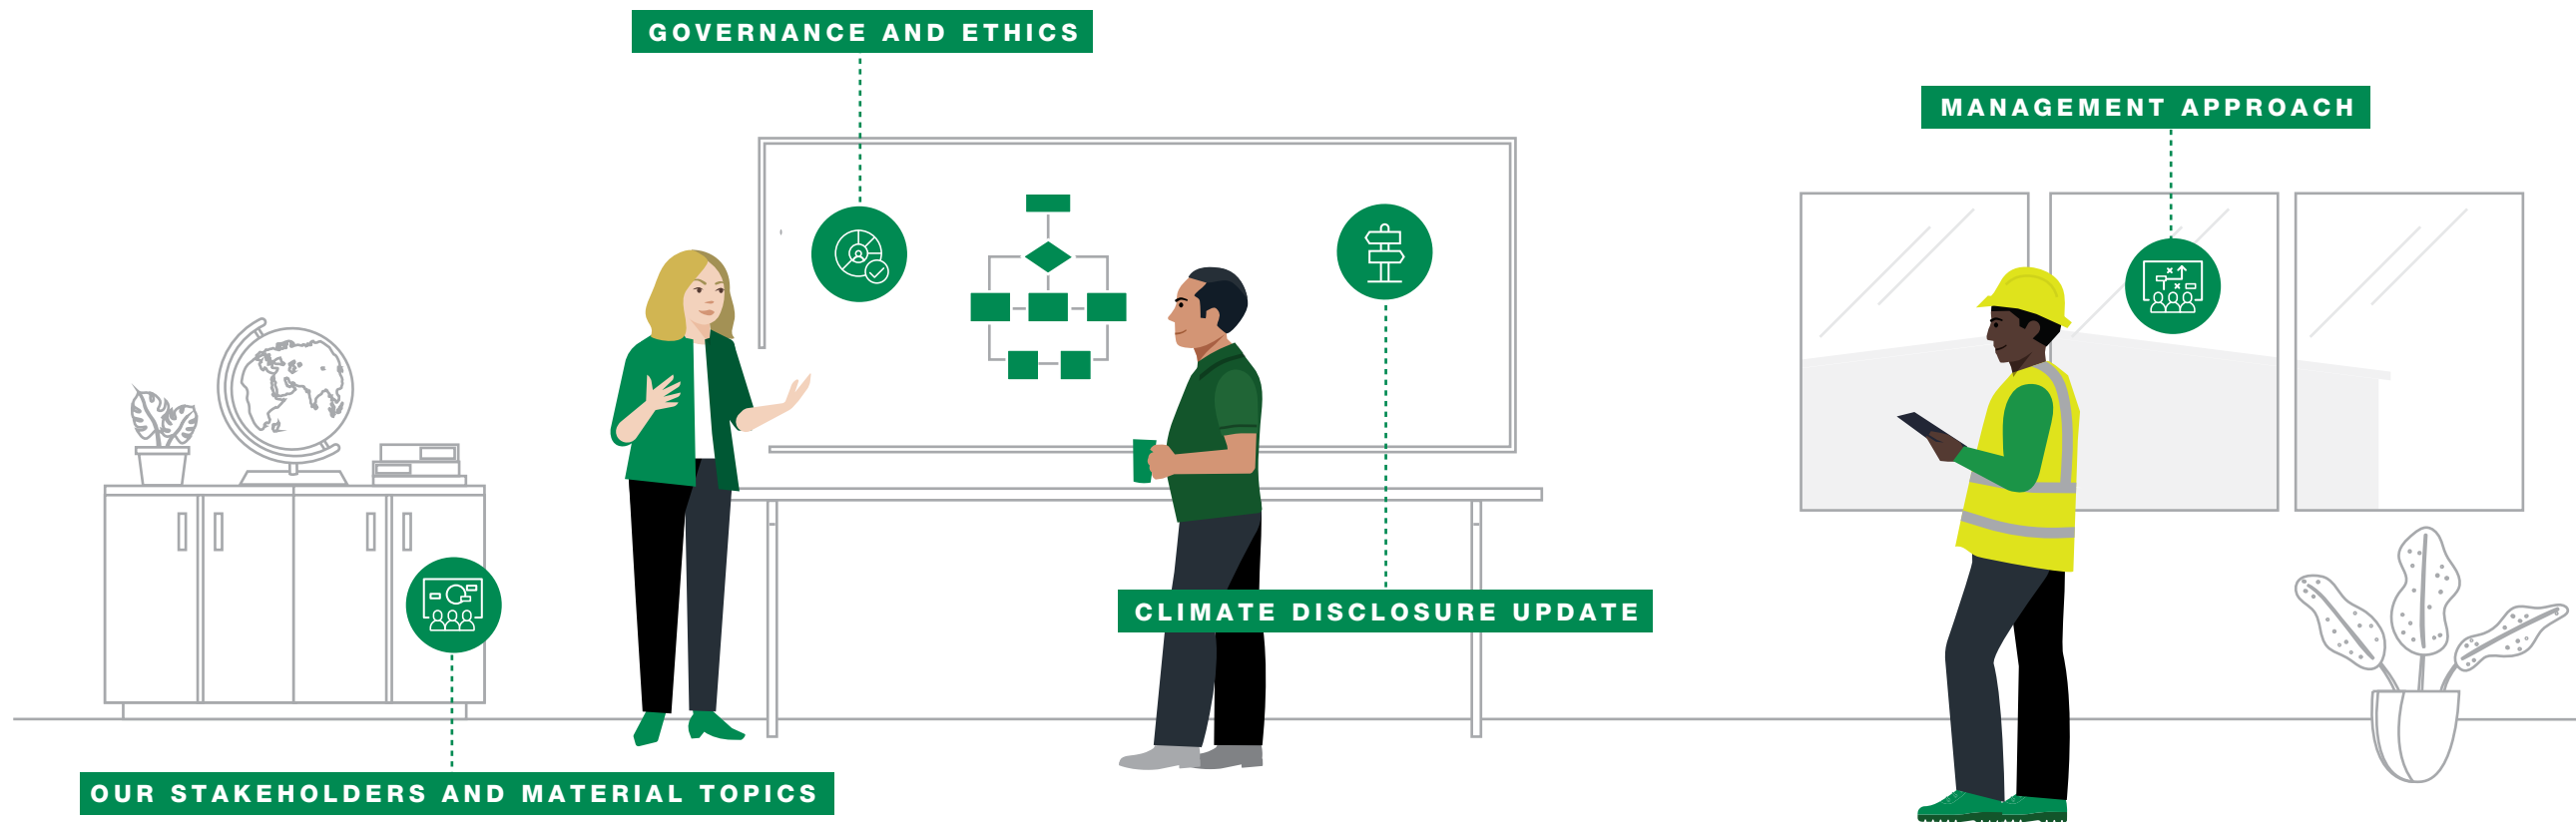 GOVERNANCE AND ETHICS
MANAGEMENT APPROACH
CLIMATE DISCLOSURE UPDATE
OUR STAKEHOLDERS AND MATERIAL TOPICS